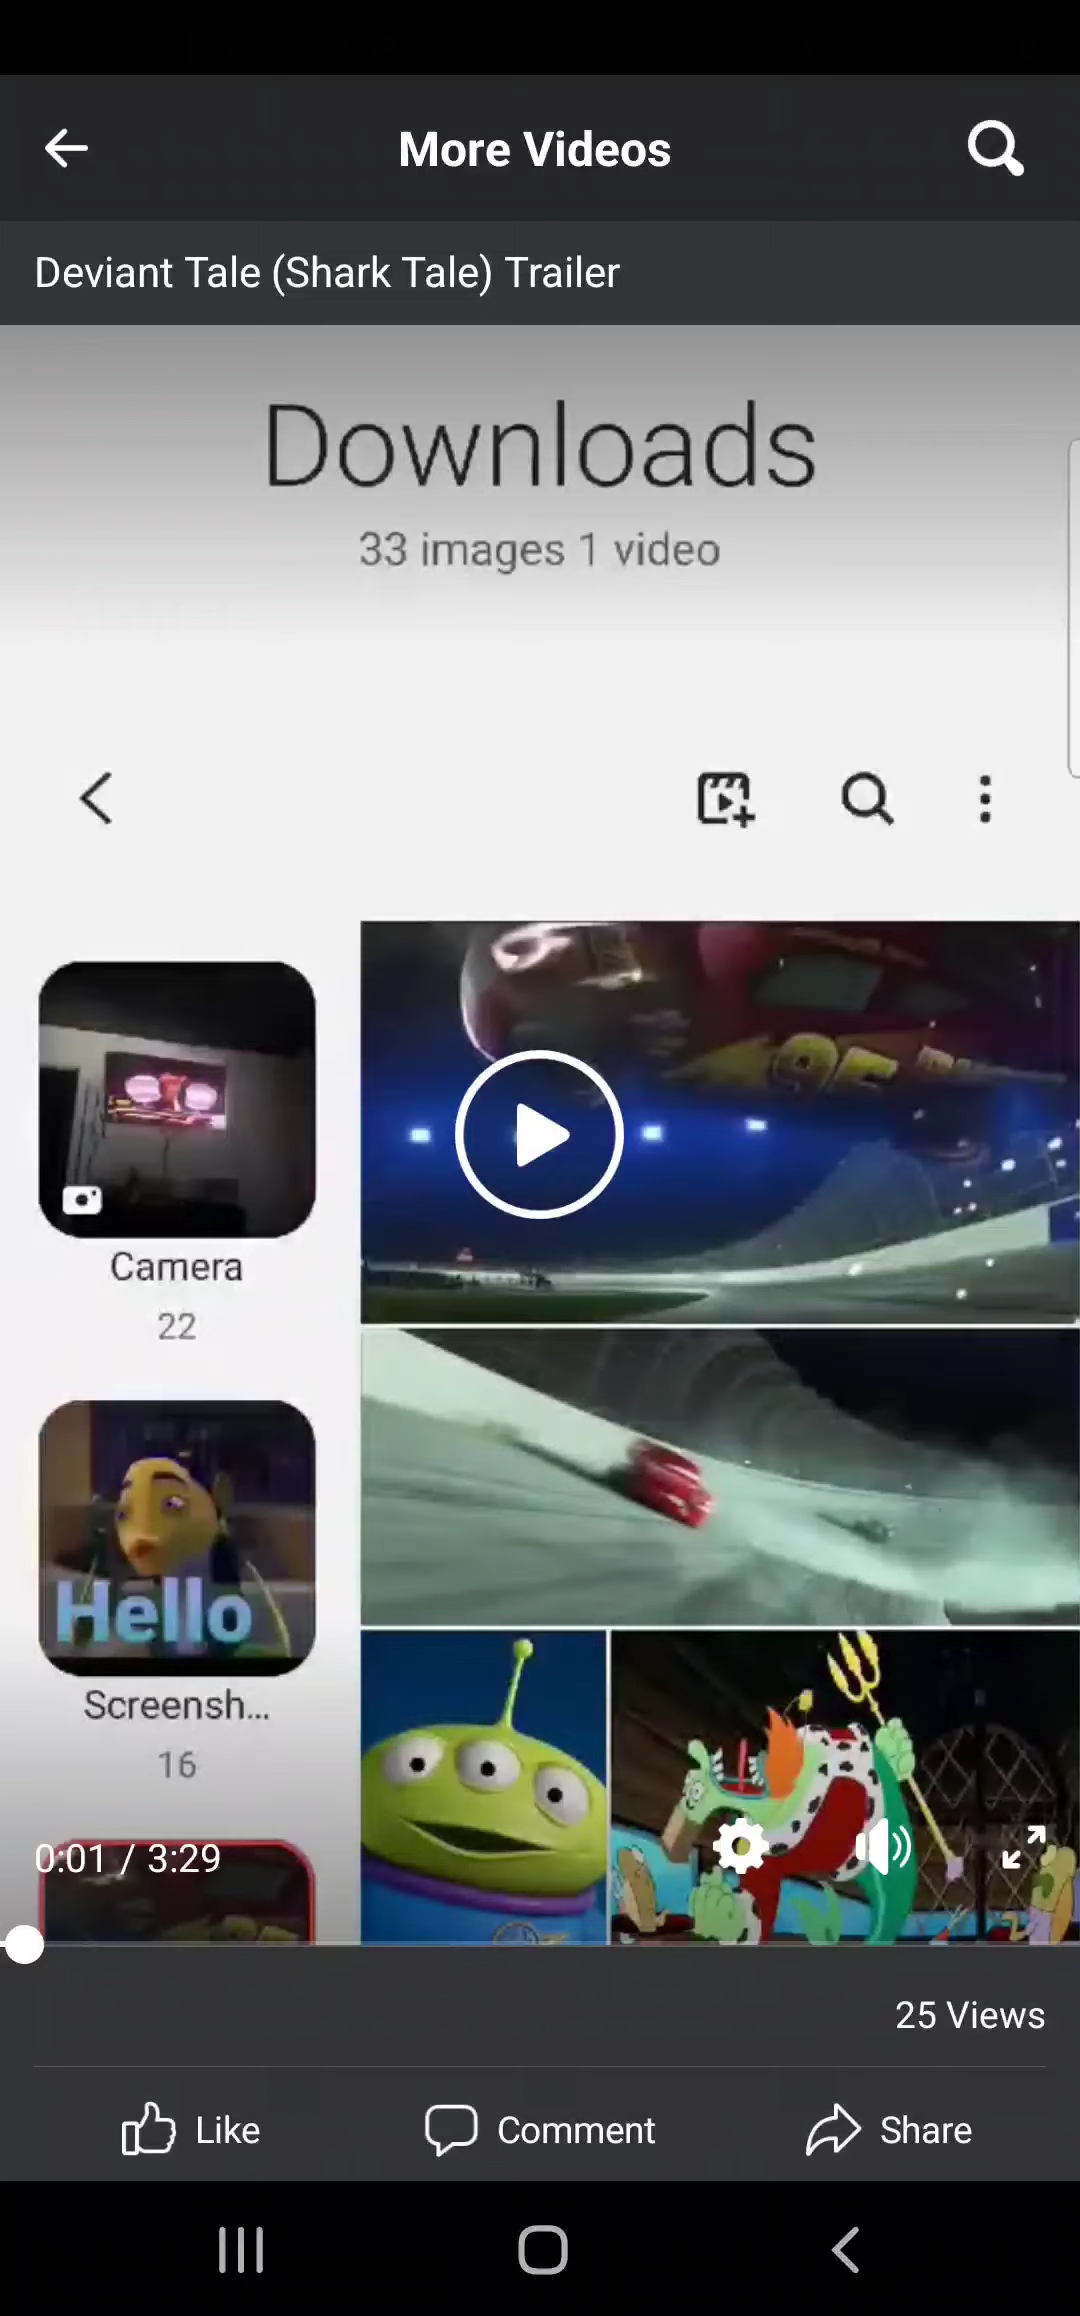 More Videos
Deviant Tale (Shark Tale) Trailer
Downloads
33 images 1 video
95
Camera
22
Hello
Screensh...
16
0:01 / 3:29
25 Views
Like
Comment
Share